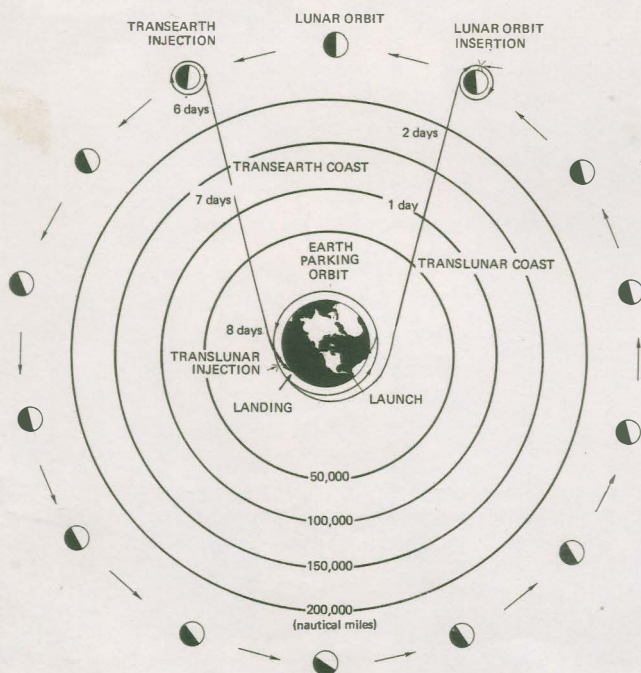 TRANSEARTH
INJECTION
LUNAR ORBIT
LUNAR ORBIT
INSERTION
6 days
2 days
TRANSEARTH COAST
7 days
1 day
EARTH
PARKING
ORBIT
TRANSLUNAR COAST
8 days
TRANSLUNAR
INJECTION
LANDING
LAUNCH
50,000
100,000
150,000
200,000
(nautical miles)